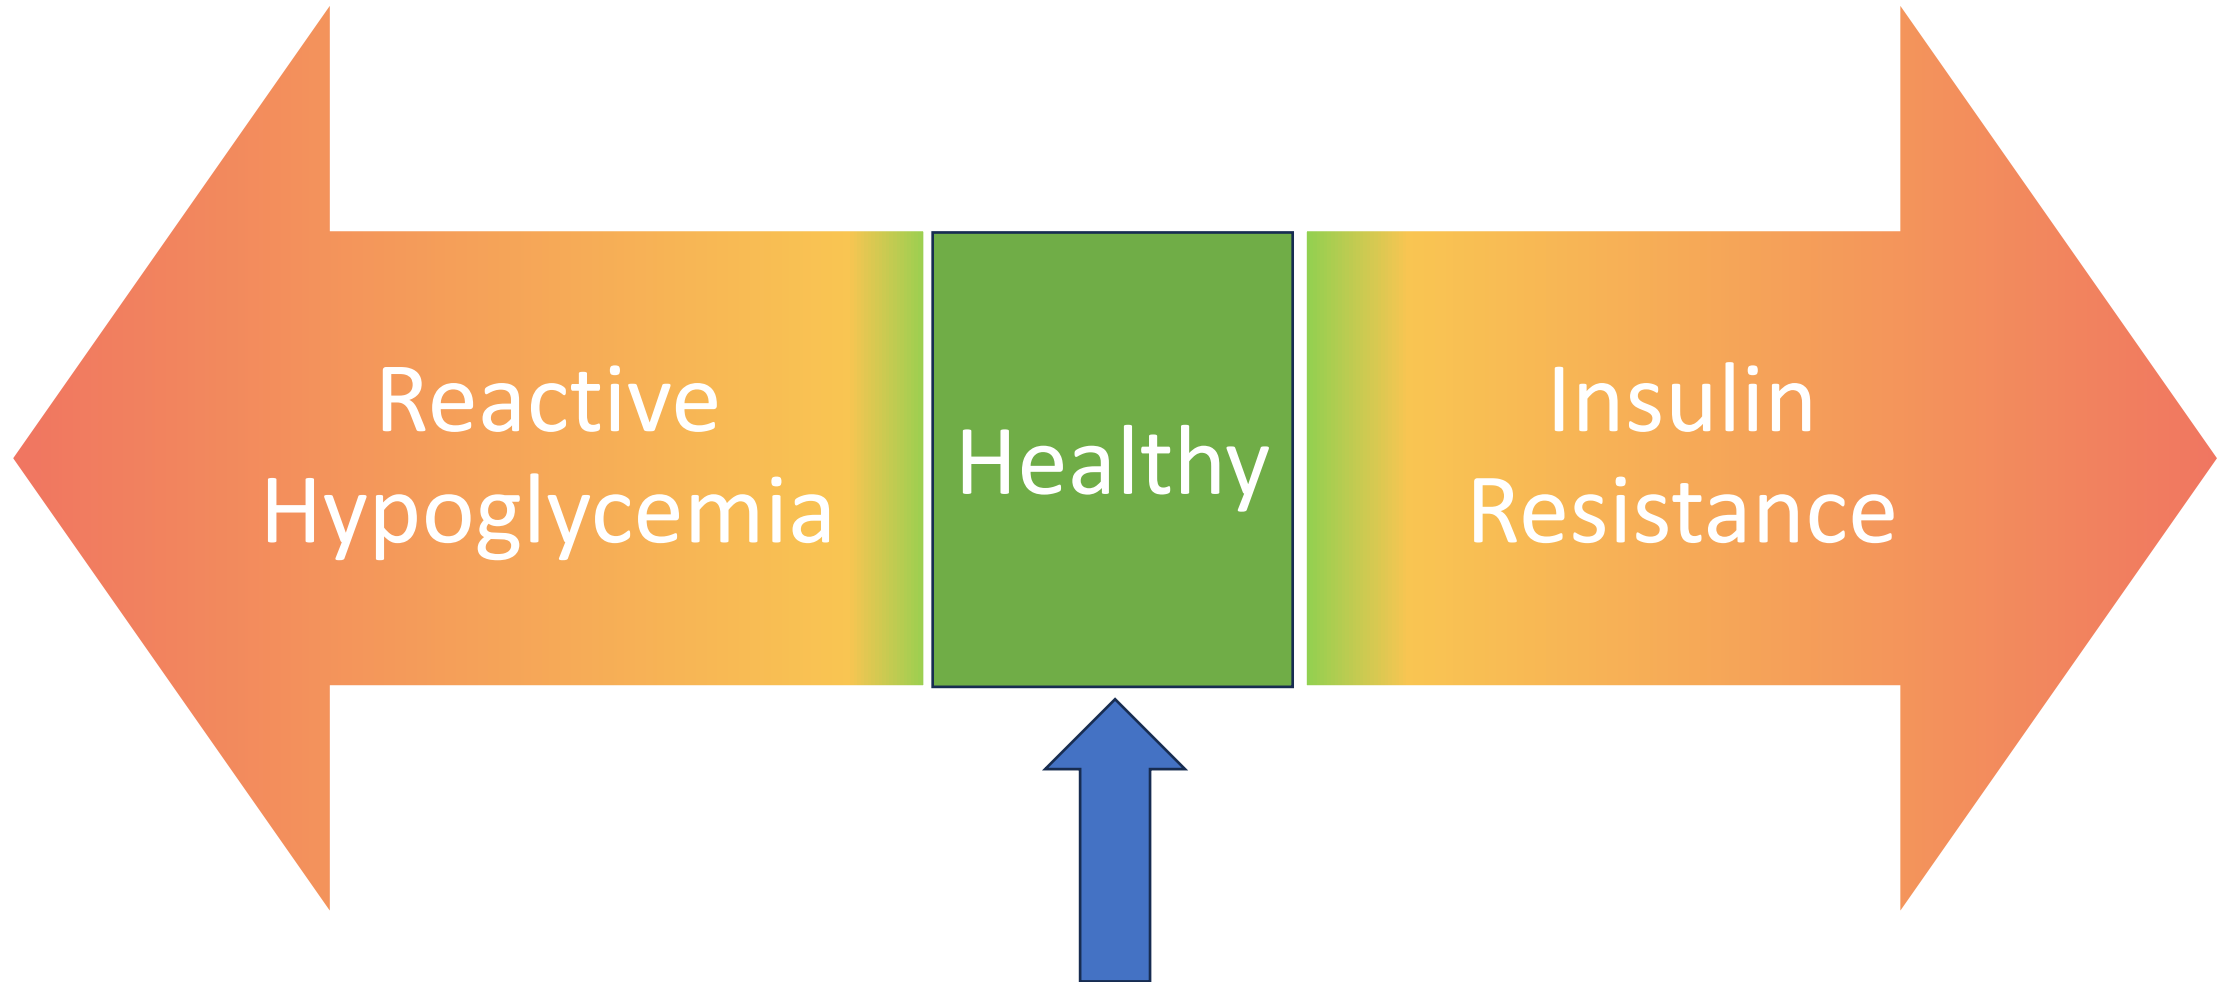 Reactive
Hypoglycemia
Healthy
Insulin
Resistance